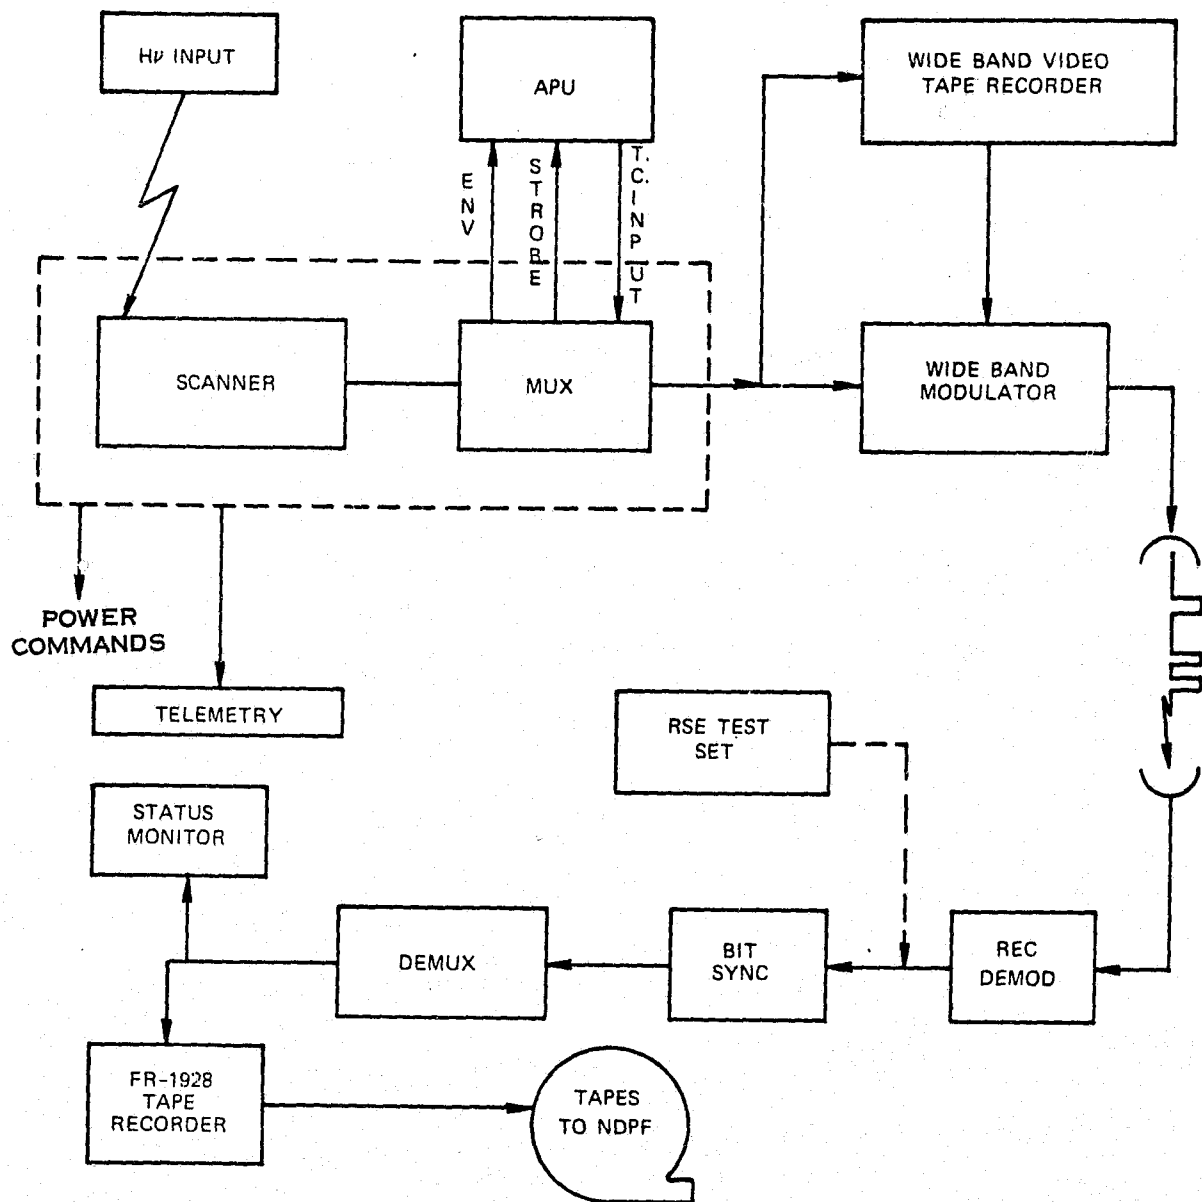 Hν INPUT
APU
WIDE BAND VIDEO
TAPE RECORDER
ENV
STROBE
T.C.INPUT
SCANNER
MUX
WIDE BAND
MODULATOR
POWER
COMMANDS
TELEMETRY
RSE TEST
SET
STATUS
MONITOR
DEMUX
BIT
SYNC
REC
DEMOD
FR-1928
TAPE
RECORDER
TAPES
TO NDPF